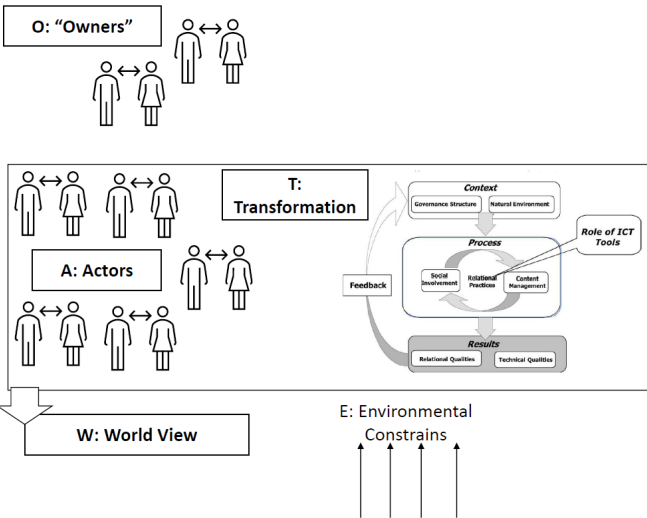 O: “Owners”
T:
Transformation
A: Actors
Context
Governance Structure
Natural Environment
Process
Role of ICT
Tools
Social
Involvement
Relational
Practices
Content
Management
Feedback
Results
Relational Qualities
Technical Qualities
W: World View
E: Environmental
Constrains